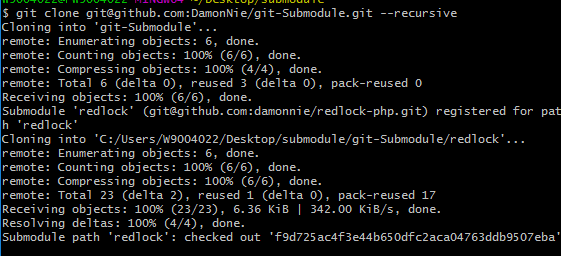 $ git clone git@github.com:DamonNie/git-Submodule.git --recursive
Cloning into 'git-Submodule'...
remote: Enumerating objects: 6, done.
remote: Counting objects: 100% (6/6), done.
remote: Compressing objects: 100% (4/4), done.
remote: Total 6 (delta 0), reused 3 (delta 0), pack-reused 0
Receiving objects: 100% (6/6), done.
Submodule 'redlock' (git@github.com:damonnie/redlock-php.git) registered for pat
h 'redlock'
Cloning into 'C:/Users/W9004022/Desktop/submodule/git-Submodule/redlock'...
remote: Enumerating objects: 6, done.
remote: Counting objects: 100% (6/6), done.
remote: Compressing objects: 100% (6/6), done.
remote: Total 23 (delta 2), reused 1 (delta 0), pack-reused 17
Receiving objects: 100% (23/23), 6.36 KiB | 342.00 KiB/s, done.
Resolving deltas: 100% (4/4), done.
Submodule path 'redlock': checked out 'f9d725ac4f3e44b650dfc2aca04763ddb9507eba'